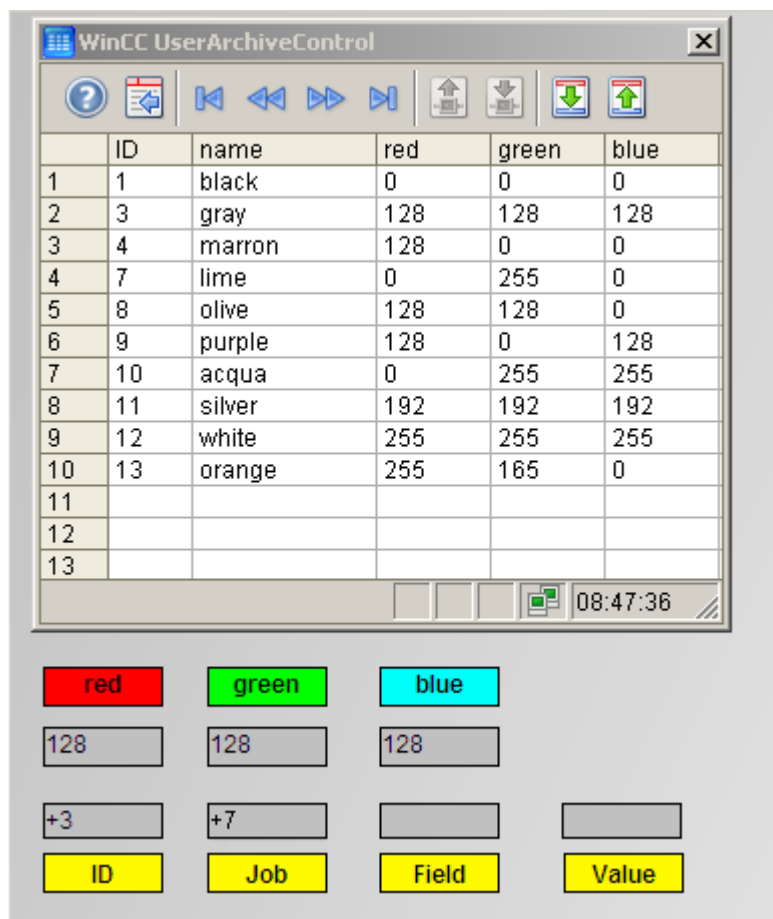 WinCC UserArchiveControl
ID name red green blue
1 1 black 0 0 0
2 3 gray 128 128 128
3 4 marron 128 0 0
4 7 lime 0 255 0
5 8 olive 128 128 0
6 9 purple 128 0 128
7 10 acqua 0 255 255
8 11 silver 192 192 192
9 12 white 255 255 255
10 13 orange 255 165 0
11
12
13
08:47:36
red green blue
128 128 128
+3 +7
ID Job Field Value